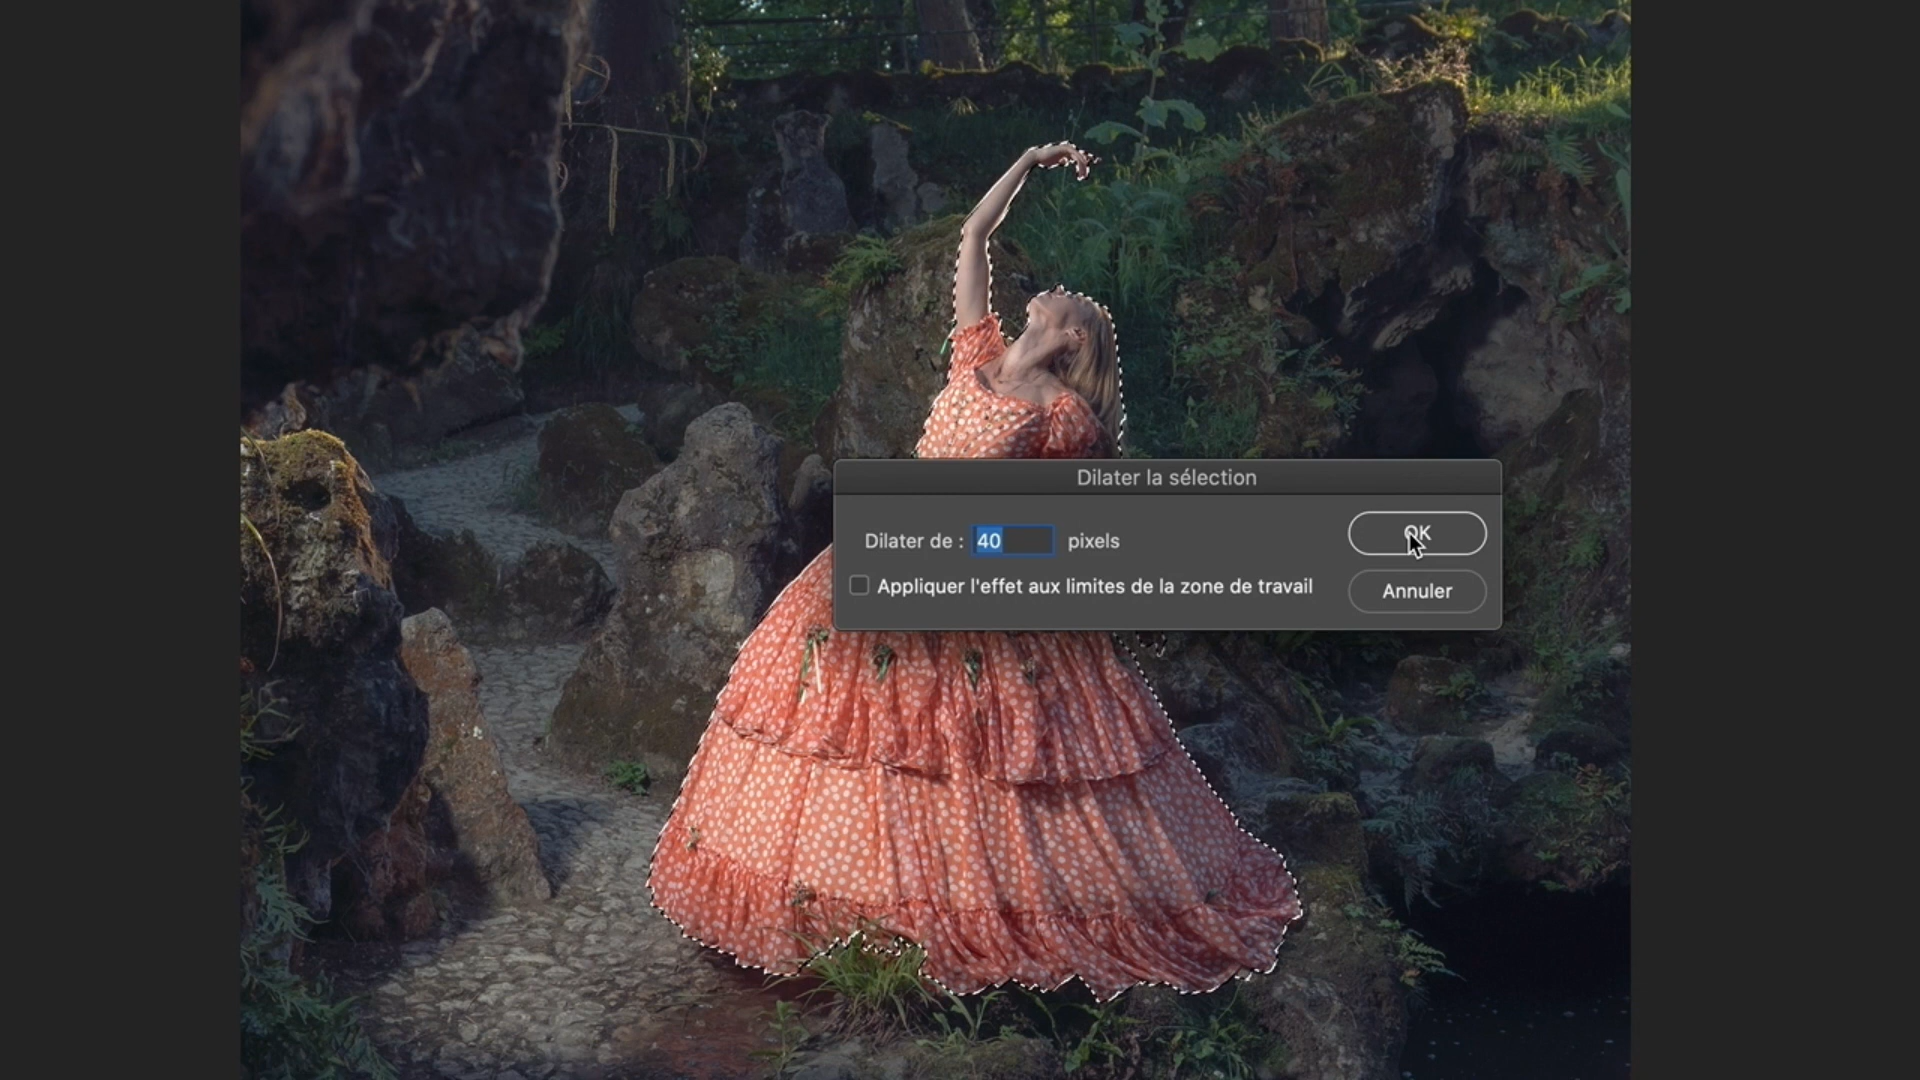 Dilater la sélection
Dilater de : 40 pixels
OK
Appliquer l'effet aux limites de la zone de travail
Annuler